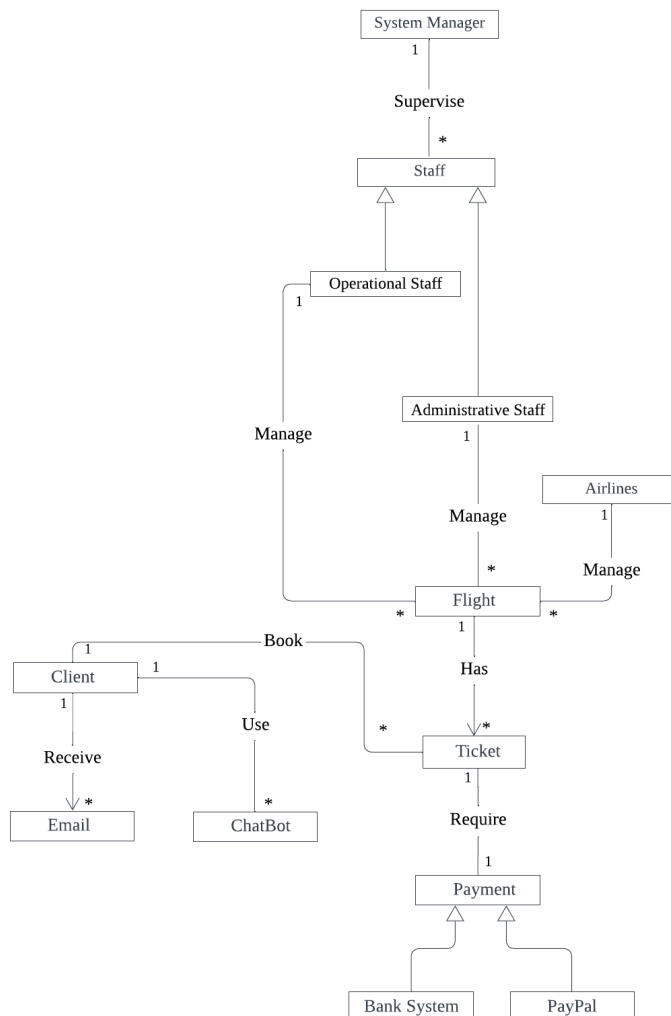 System Manager
1
Supervise
*
Staff
Operational Staff
1
Administrative Staff
1
Manage
Airlines
1
Manage
*
Manage
Flight
* 1 *
Book
1
Has
Client
1
1
Use
*
*
Ticket
1
Receive
*
Email
*
ChatBot
Require
1
Payment
Bank System
PayPal